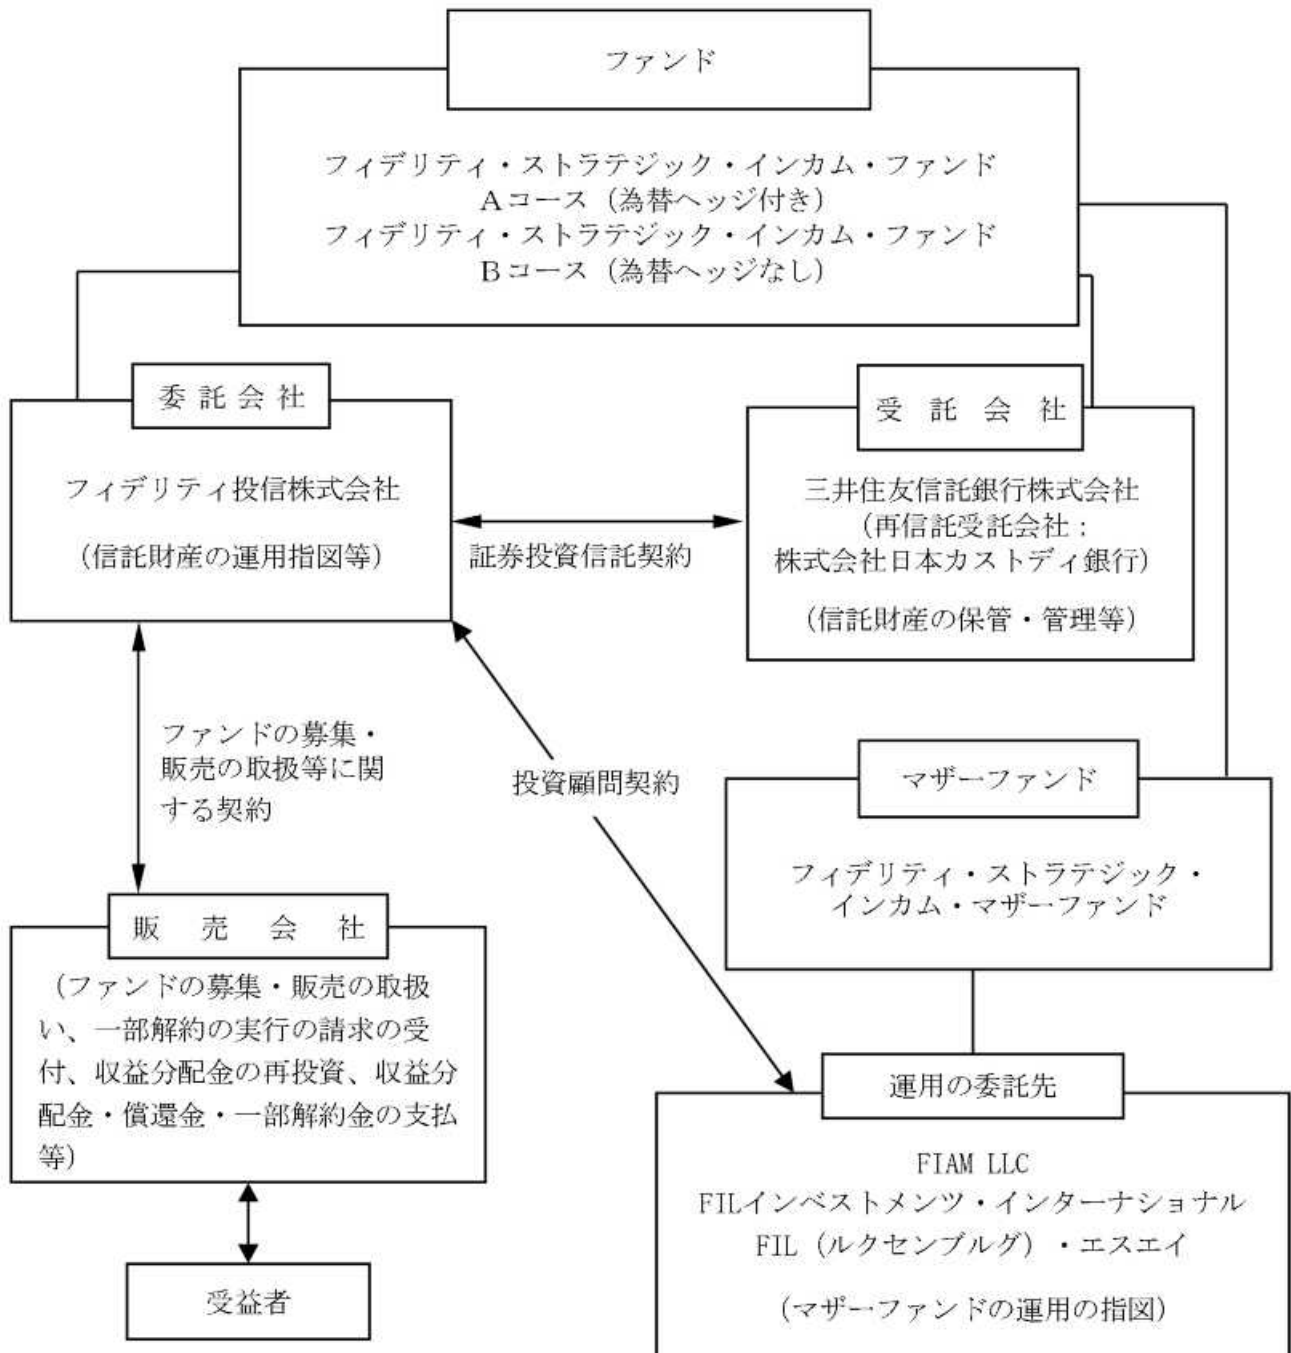 ファンド
フィデリティ・ストラテジック・インカム・ファンド
Aコース（為替ヘッジ付き）
フィデリティ・ストラテジック・インカム・ファンド
Bコース（為替ヘッジなし）
委託会社
フィデリティ投信株式会社
（信託財産の運用指図等）
証券投資信託契約
受託会社
三井住友信託銀行株式会社
（再信託受託会社：
株式会社日本カストディ銀行）
（信託財産の保管・管理等）
ファンドの募集・
販売の取扱等に関
する契約
投資顧問契約
マザーファンド
フィデリティ・ストラテジック・
インカム・マザーファンド
販売会社
（ファンドの募集・販売の取扱
い、一部解約の実行の請求の受
付、収益分配金の再投資、収益分
配金・償還金・一部解約金の支払
等）
運用の委託先
FIAM LLC
FILインベストメンツ・インターナショナル
FIL（ルクセンブルグ）・エスエイ
（マザーファンドの運用の指図）
受益者